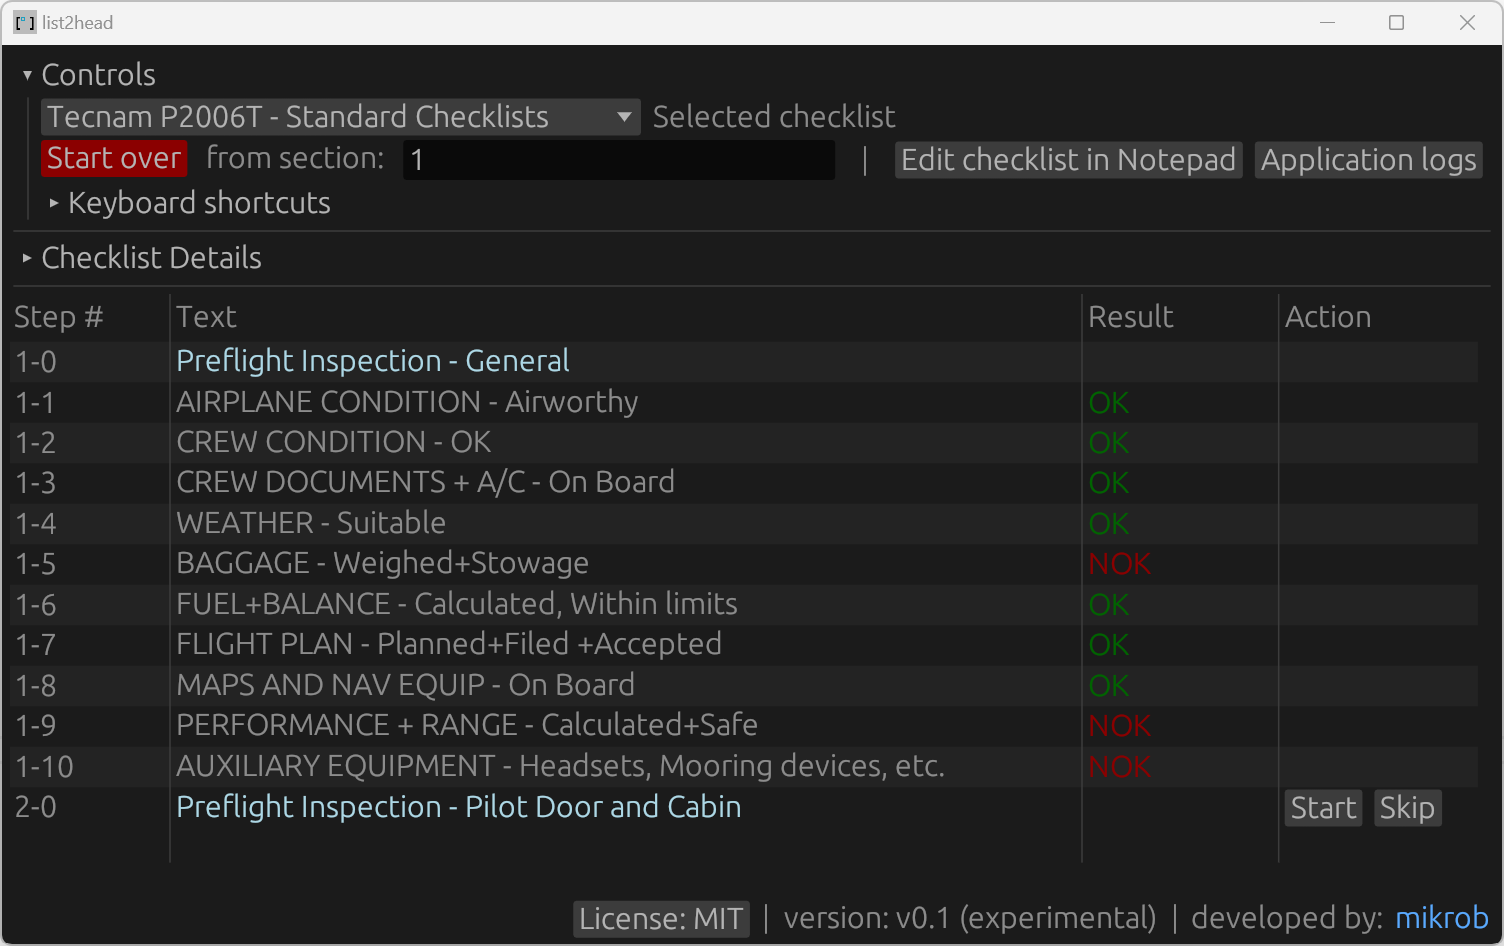 list2head
Controls
Tecnam P2006T - Standard Checklists Selected checklist
Start over from section: 1 | Edit checklist in Notepad Application logs
Keyboard shortcuts
Checklist Details
Step # Text Result Action
1-0 Preflight Inspection - General
1-1 AIRPLANE CONDITION - Airworthy OK
1-2 CREW CONDITION - OK OK
1-3 CREW DOCUMENTS + A/C - On Board OK
1-4 WEATHER - Suitable OK
1-5 BAGGAGE - Weighed+Stowage NOK
1-6 FUEL+BALANCE - Calculated, Within limits OK
1-7 FLIGHT PLAN - Planned+Filed +Accepted OK
1-8 MAPS AND NAV EQUIP - On Board OK
1-9 PERFORMANCE + RANGE - Calculated+Safe NOK
1-10 AUXILIARY EQUIPMENT - Headsets, Mooring devices, etc. NOK
2-0 Preflight Inspection - Pilot Door and Cabin Start Skip
License: MIT | version: v0.1 (experimental) | developed by: mikrob